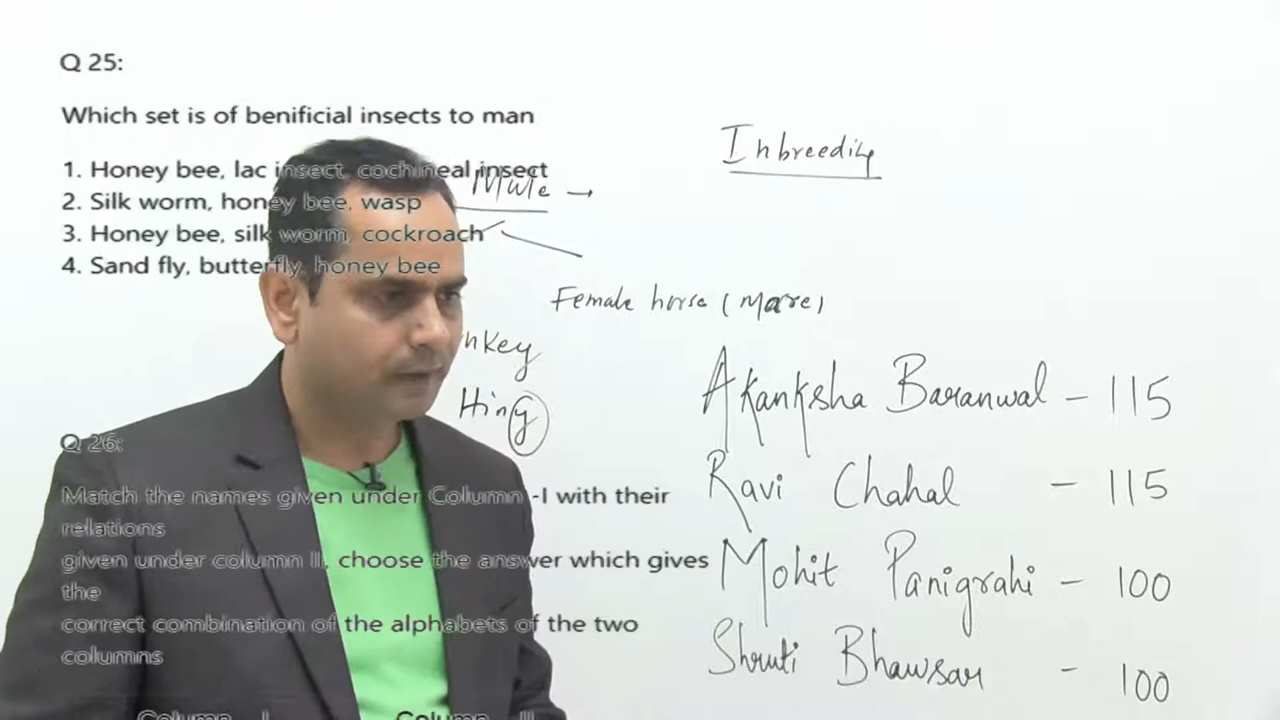 Q 25:
Which set is of benificial insects to man
1. Honey bee, lac insect, cochineal insect
2. Silk worm, honey bee, wasp
3. Honey bee, silk worm, cockroach
4. Sand fly, butterfly, honey bee
Inbreeding
Mule →
Female horse (Mare)
nkey
Hing
Akanksha Baranwal - 115
Ravi Chahal - 115
Mohit Panigrahi - 100
Shruti Bhawsar - 100
Q 26:
Match the names given under Column -I with their
relations
given under column II, choose the answer which gives
the
correct combination of the alphabets of the two
columns
Column I Column II